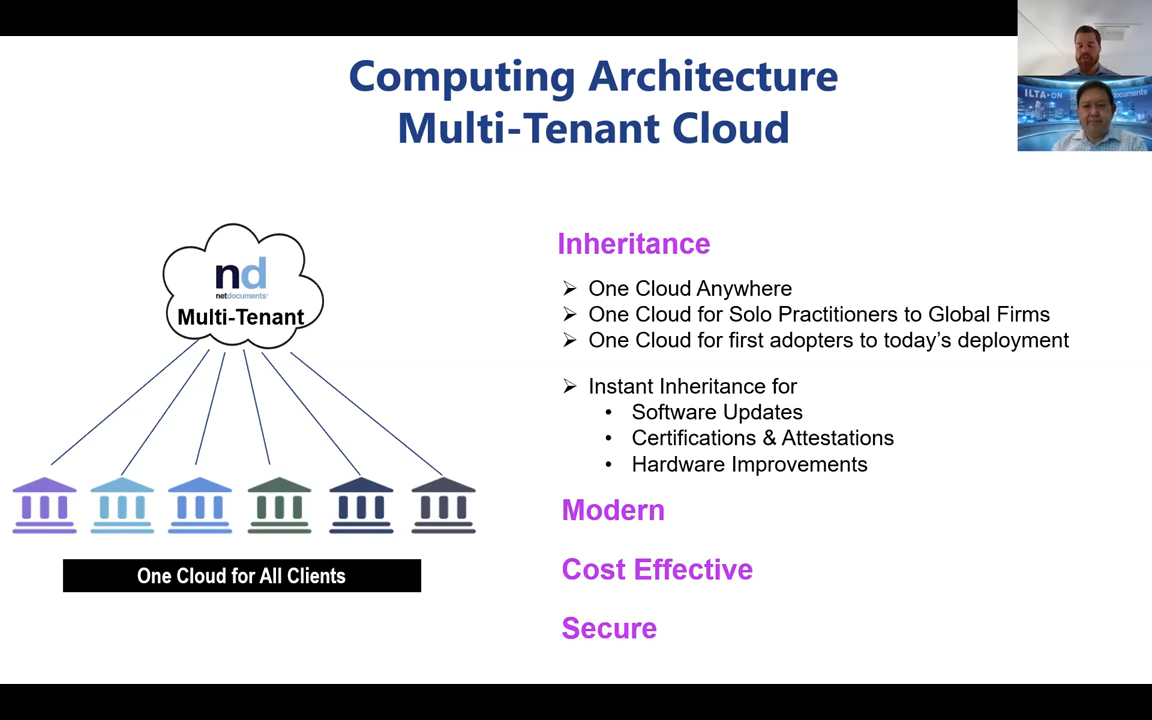 Computing Architecture
Multi-Tenant Cloud
ILTA•ON
documents
nd
netdocuments
Multi-Tenant
One Cloud for All Clients
Inheritance
➢ One Cloud Anywhere
➢ One Cloud for Solo Practitioners to Global Firms
➢ One Cloud for first adopters to today’s deployment
➢ Instant Inheritance for
• Software Updates
• Certifications & Attestations
• Hardware Improvements
Modern
Cost Effective
Secure